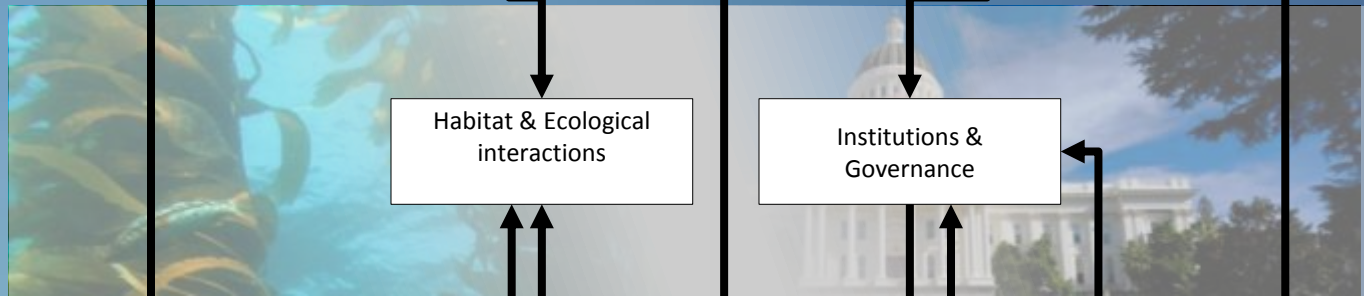 Habitat & Ecological
interactions
Institutions &
Governance